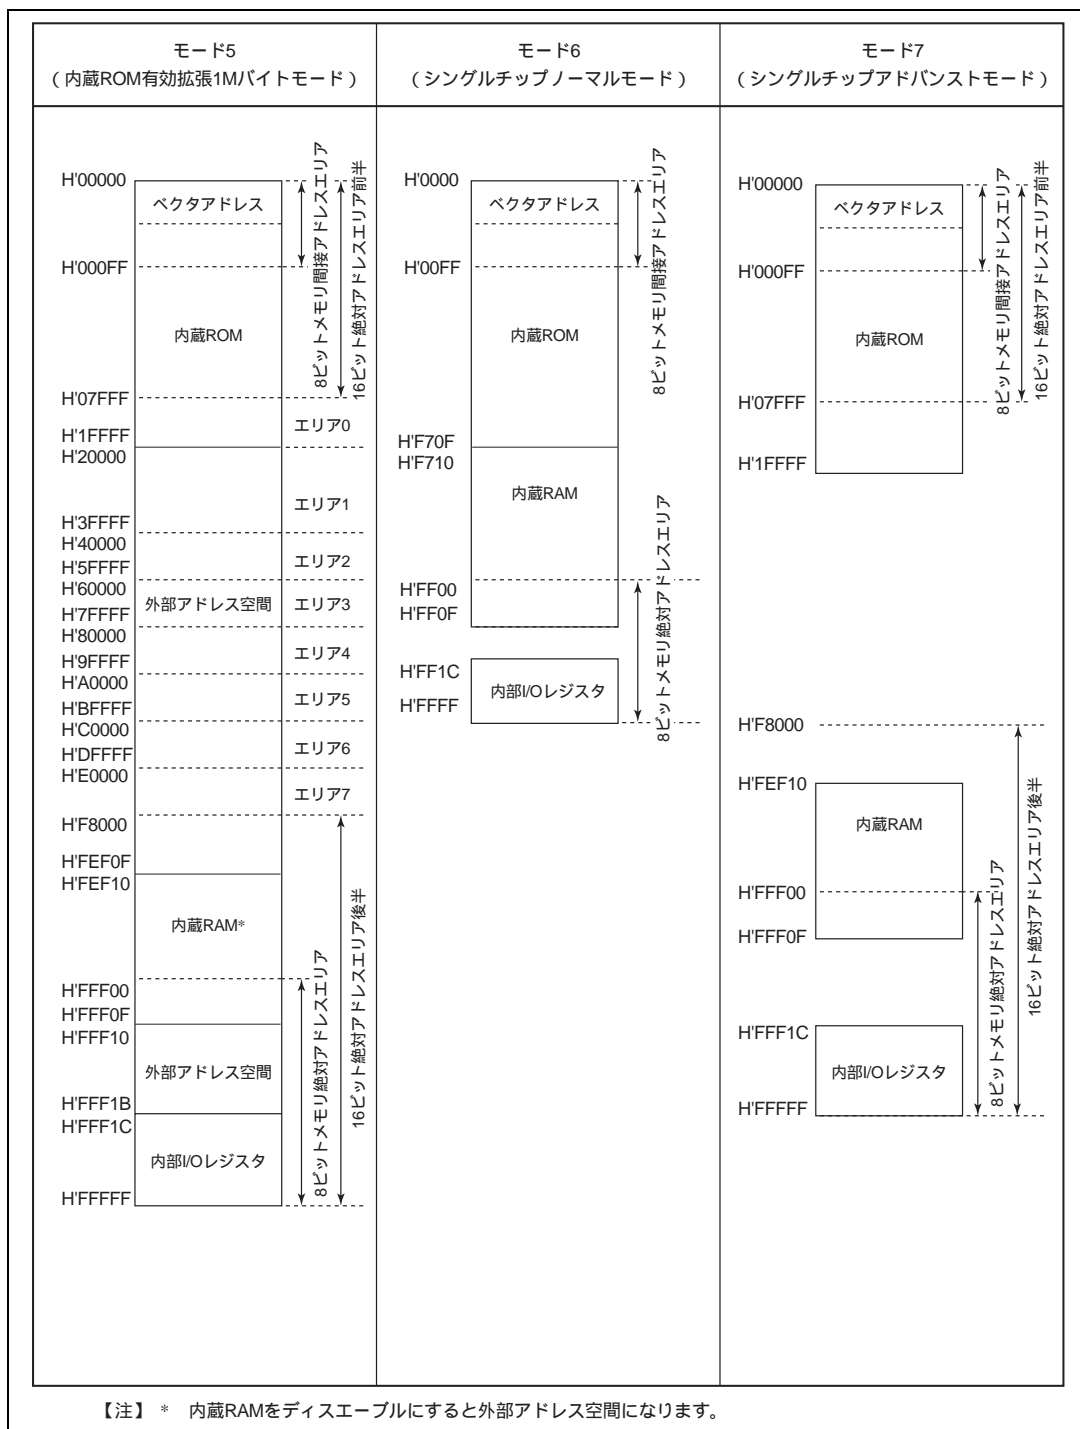 モード5
（内蔵ROM有効拡張1Mバイトモード）
H'00000
ベクタアドレス
H'000FF
内蔵ROM
H'07FFF
H'1FFFF
H'20000
H'3FFFF
H'40000
H'5FFFF
H'60000
外部アドレス空間
H'7FFFF
H'80000
H'9FFFF
H'A0000
H'BFFFF
H'C0000
H'DFFFF
H'E0000
H'F8000
H'FEF0F
H'FEF10
内蔵RAM*
H'FFF00
H'FFF0F
H'FFF10
外部アドレス空間
H'FFF1B
H'FFF1C
内部I/Oレジスタ
H'FFFFF
エリア0
エリア1
エリア2
エリア3
エリア4
エリア5
エリア6
エリア7
8ビットメモリ間接アドレスエリア
16ビット絶対アドレスエリア前半
8ビットメモリ絶対アドレスエリア
16ビット絶対アドレスエリア後半
モード6
（シングルチップノーマルモード）
H'0000
ベクタアドレス
H'00FF
内蔵ROM
H'F70F
H'F710
内蔵RAM
H'FF00
H'FF0F
H'FF1C
内部I/Oレジスタ
H'FFFF
8ビットメモリ間接アドレスエリア
8ビットメモリ絶対アドレスエリア
モード7
（シングルチップアドバンストモード）
H'00000
ベクタアドレス
H'000FF
内蔵ROM
H'07FFF
H'1FFFF
H'F8000
H'FEF10
内蔵RAM
H'FFF00
H'FFF0F
H'FFF1C
内部I/Oレジスタ
H'FFFFF
8ビットメモリ間接アドレスエリア
16ビット絶対アドレスエリア前半
8ビットメモリ絶対アドレスエリア
16ビット絶対アドレスエリア後半
【注】 * 内蔵RAMをディスエーブルにすると外部アドレス空間になります。